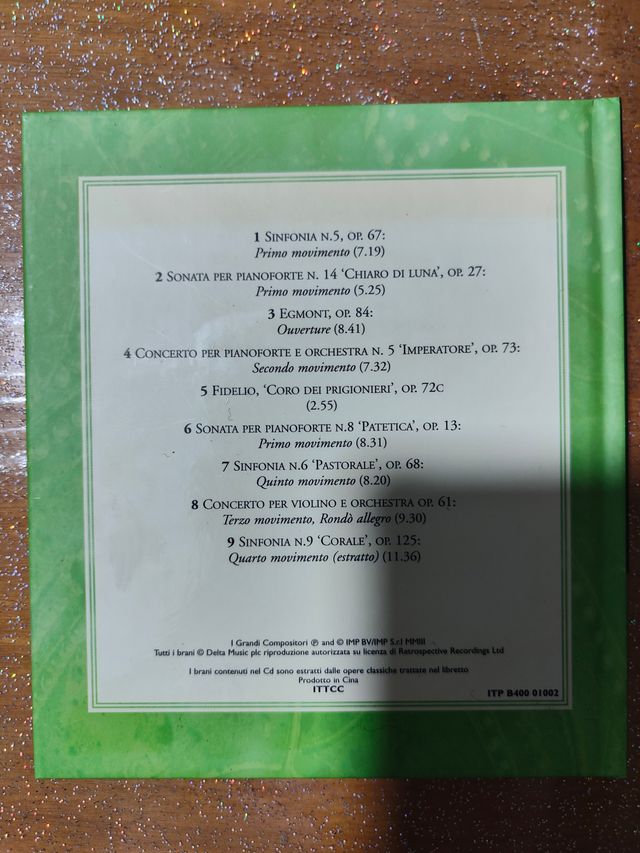 1 SINFONIA N.5, OP. 67:
Primo movimento (7.19)
2 SONATA PER PIANOFORTE N. 14 ‘CHIARO DI LUNA’, OP. 27:
Primo movimento (5.25)
3 EGMONT, OP. 84:
Ouverture (8.41)
4 CONCERTO PER PIANOFORTE E ORCHESTRA N. 5 ‘IMPERATORE’, OP. 73:
Secondo movimento (7.32)
5 FIDELIO, ‘CORO DEI PRIGIONIERI’, OP. 72C
(2.55)
6 SONATA PER PIANOFORTE N.8 ‘PATETICA’, OP. 13:
Primo movimento (8.31)
7 SINFONIA N.6 ‘PASTORALE’, OP. 68:
Quinto movimento (8.20)
8 CONCERTO PER VIOLINO E ORCHESTRA OP. 61:
Terzo movimento, Rondò allegro (9.30)
9 SINFONIA N.9 ‘CORALE’, OP. 125:
Quarto movimento (estratto) (11.36)
I Grandi Compositori ℗ and © IMP BV/IMP S.r.l MMIII
Tutti i brani © Delta Music plc riproduzione autorizzata su licenza di Retrospective Recordings Ltd
I brani contenuti nel Cd sono estratti dalle opere classiche trattate nel libretto
Prodotto in Cina
ITTCC
ITP B400 01002